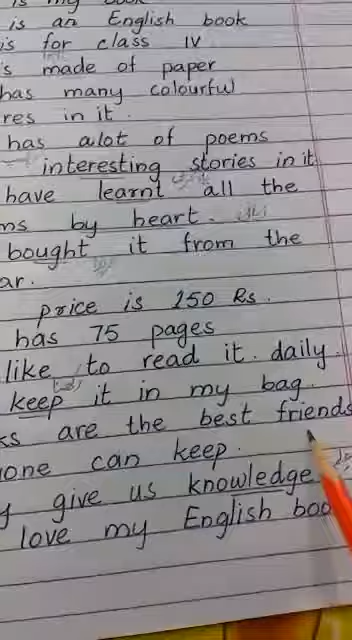 is my book
is an English book
is for class IV
s made of paper
has many colourful
res in it.
has alot of poems
interesting stories in it
have learnt all the
ms by heart.
bought it from the
ar.
price is 250 Rs.
has 75 pages
like to read it daily.
keep it in my bag.
ks are the best friends
one can keep.
y give us knowledge
love my English boo